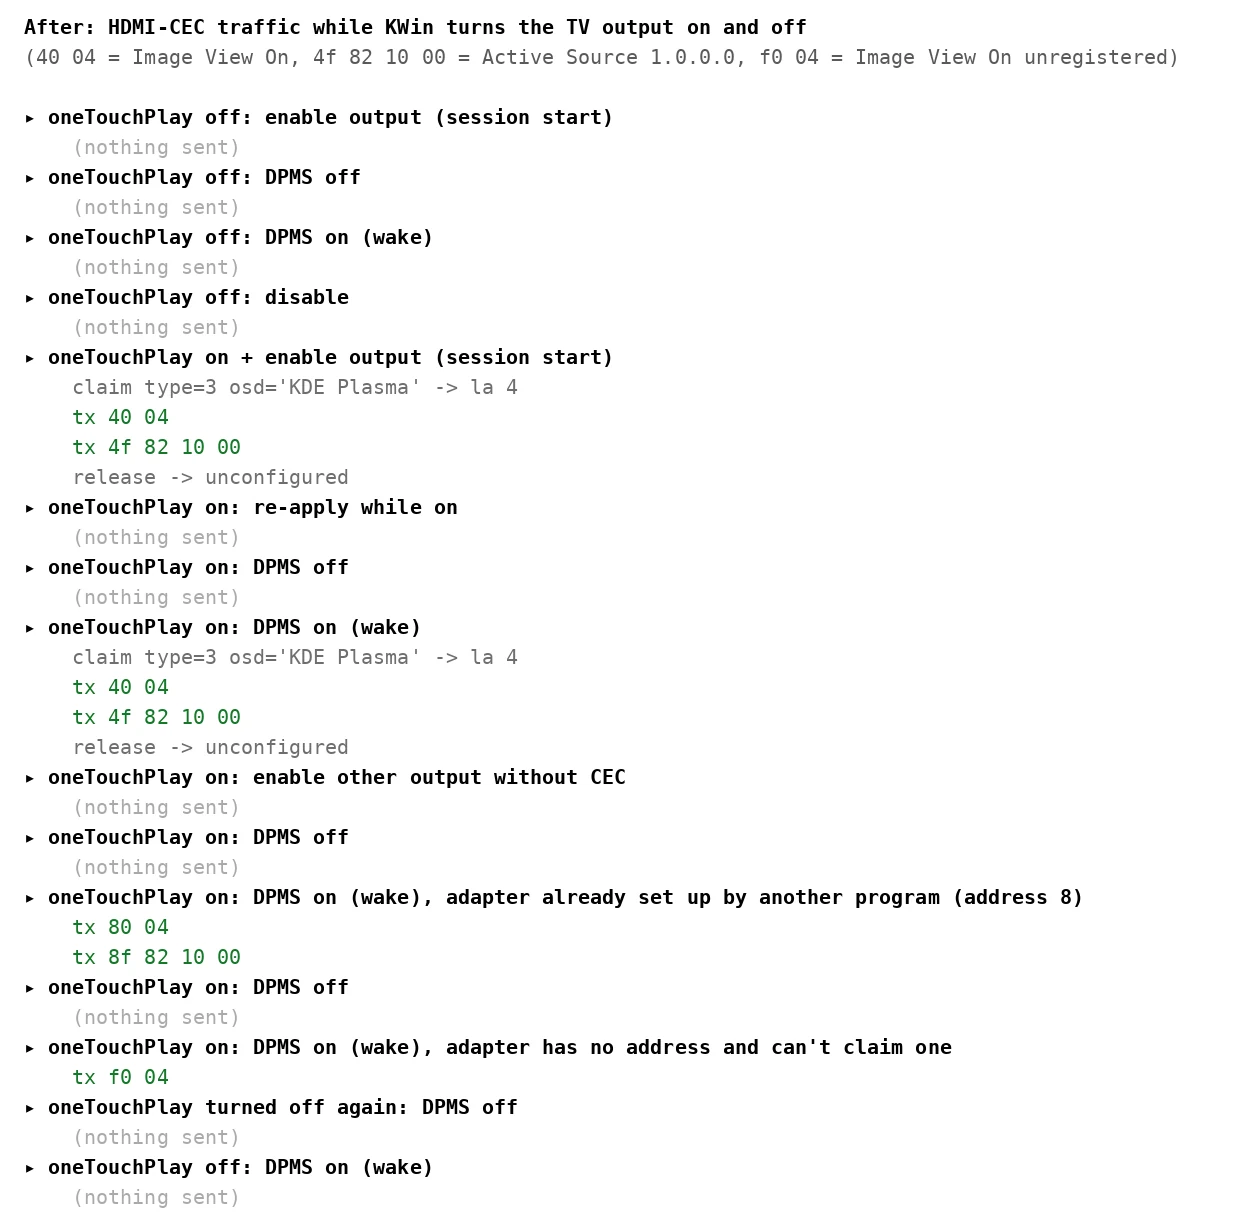 After: HDMI-CEC traffic while KWin turns the TV output on and off
(40 04 = Image View On, 4f 82 10 00 = Active Source 1.0.0.0, f0 04 = Image View On unregistered)
▸ oneTouchPlay off: enable output (session start)
(nothing sent)
▸ oneTouchPlay off: DPMS off
(nothing sent)
▸ oneTouchPlay off: DPMS on (wake)
(nothing sent)
▸ oneTouchPlay off: disable
(nothing sent)
▸ oneTouchPlay on + enable output (session start)
claim type=3 osd='KDE Plasma' -> la 4
tx 40 04
tx 4f 82 10 00
release -> unconfigured
▸ oneTouchPlay on: re-apply while on
(nothing sent)
▸ oneTouchPlay on: DPMS off
(nothing sent)
▸ oneTouchPlay on: DPMS on (wake)
claim type=3 osd='KDE Plasma' -> la 4
tx 40 04
tx 4f 82 10 00
release -> unconfigured
▸ oneTouchPlay on: enable other output without CEC
(nothing sent)
▸ oneTouchPlay on: DPMS off
(nothing sent)
▸ oneTouchPlay on: DPMS on (wake), adapter already set up by another program (address 8)
tx 80 04
tx 8f 82 10 00
▸ oneTouchPlay on: DPMS off
(nothing sent)
▸ oneTouchPlay on: DPMS on (wake), adapter has no address and can't claim one
tx f0 04
▸ oneTouchPlay turned off again: DPMS off
(nothing sent)
▸ oneTouchPlay off: DPMS on (wake)
(nothing sent)